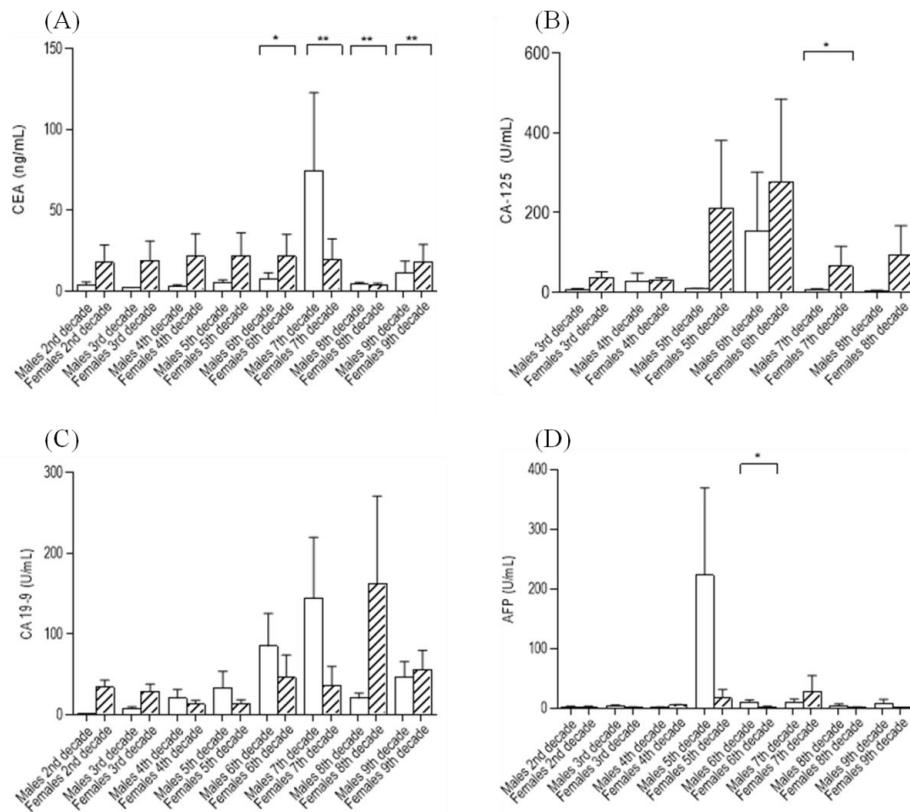 (A)
CEA (ng/mL)
150
100
50
0
*
**
**
**
Males 2nd decade
Females 2nd decade
Males 3rd decade
Females 3rd decade
Males 4th decade
Females 4th decade
Males 5th decade
Females 5th decade
Males 6th decade
Females 6th decade
Males 7th decade
Females 7th decade
Males 8th decade
Females 8th decade
Males 9th decade
Females 9th decade
(B)
CA-125 (U/mL)
600
400
200
0
*
Males 3rd decade
Females 3rd decade
Males 4th decade
Females 4th decade
Males 5th decade
Females 5th decade
Males 6th decade
Females 6th decade
Males 7th decade
Females 7th decade
Males 8th decade
Females 8th decade
(C)
CA 19-9 (U/mL)
300
200
100
0
Males 2nd decade
Females 2nd decade
Males 3rd decade
Females 3rd decade
Males 4th decade
Females 4th decade
Males 5th decade
Females 5th decade
Males 6th decade
Females 6th decade
Males 7th decade
Females 7th decade
Males 8th decade
Females 8th decade
Males 9th decade
Females 9th decade
(D)
AFP (U/mL)
400
300
200
100
0
*
Males 2nd decade
Females 2nd decade
Males 3rd decade
Females 3rd decade
Males 4th decade
Females 4th decade
Males 5th decade
Females 5th decade
Males 6th decade
Females 6th decade
Males 7th decade
Females 7th decade
Males 8th decade
Females 8th decade
Males 9th decade
Females 9th decade